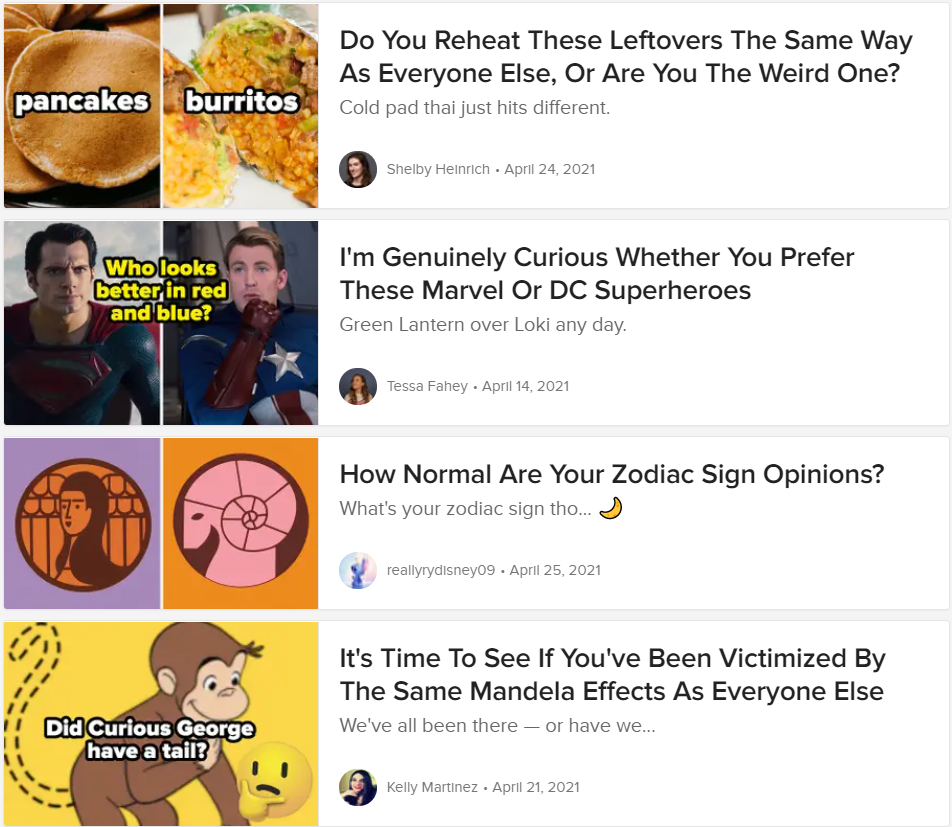 pancakes
burritos
Do You Reheat These Leftovers The Same Way
As Everyone Else, Or Are You The Weird One?
Cold pad thai just hits different.
Shelby Heinrich • April 24, 2021
Who looks
better in red
and blue?
I'm Genuinely Curious Whether You Prefer
These Marvel Or DC Superheroes
Green Lantern over Loki any day.
Tessa Fahey • April 14, 2021
How Normal Are Your Zodiac Sign Opinions?
What's your zodiac sign tho... 🌙
reallyrydisney09 • April 25, 2021
Did Curious George
have a tail?
It's Time To See If You've Been Victimized By
The Same Mandela Effects As Everyone Else
We've all been there — or have we...
Kelly Martinez • April 21, 2021